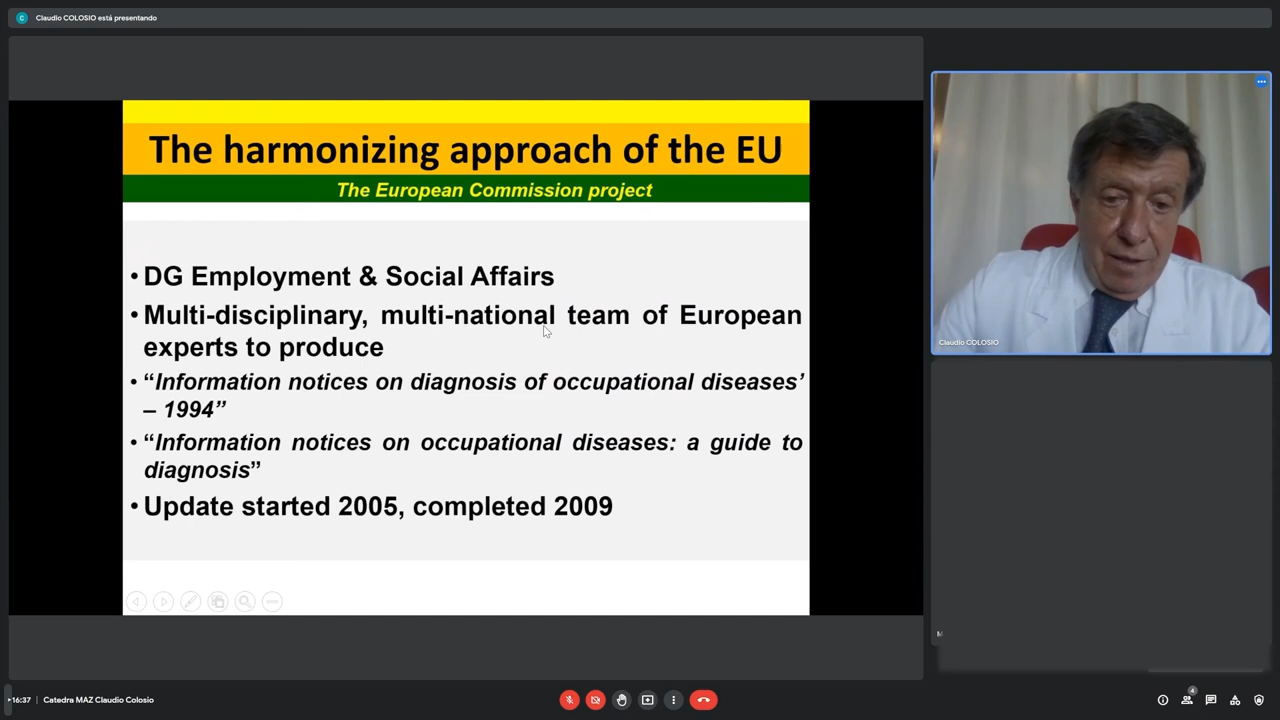 C Claudio COLOSIO está presentando
The harmonizing approach of the EU
The European Commission project
• DG Employment & Social Affairs
• Multi-disciplinary, multi-national team of European
experts to produce
• “Information notices on diagnosis of occupational diseases’
– 1994”
• “Information notices on occupational diseases: a guide to
diagnosis”
• Update started 2005, completed 2009
Claudio COLOSIO
16:37 | Catedra MAZ Claudio Colosio
4